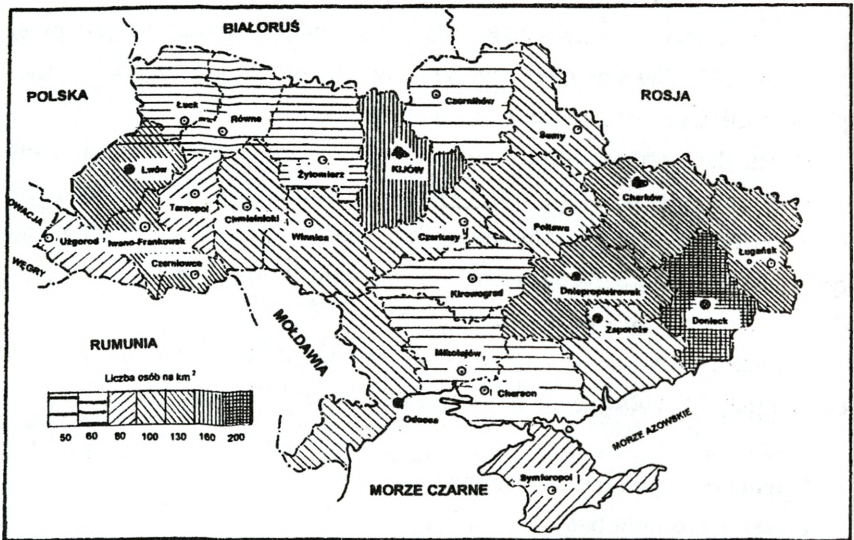 BIAŁORUŚ
POLSKA
ROSJA
Łuck
Równe
Czernihów
Sumy
Lwów
Żytomierz
KIJÓW
Charków
Tarnopol
Chmielnicki
Winnica
Czerkasy
Połtawa
Ługańsk
OWACJA
Użgorod
Iwano-Frankowsk
WĘGRY
Czerniowce
Kirowograd
Dniepropietrowsk
Donieck
Zaporoże
MOŁDAWIA
RUMUNIA
Mikołajów
Cherson
Liczba osób na km²
50 60 80 100 130 160 200
Odessa
MORZE AZOWSKIE
Symferopol
MORZE CZARNE